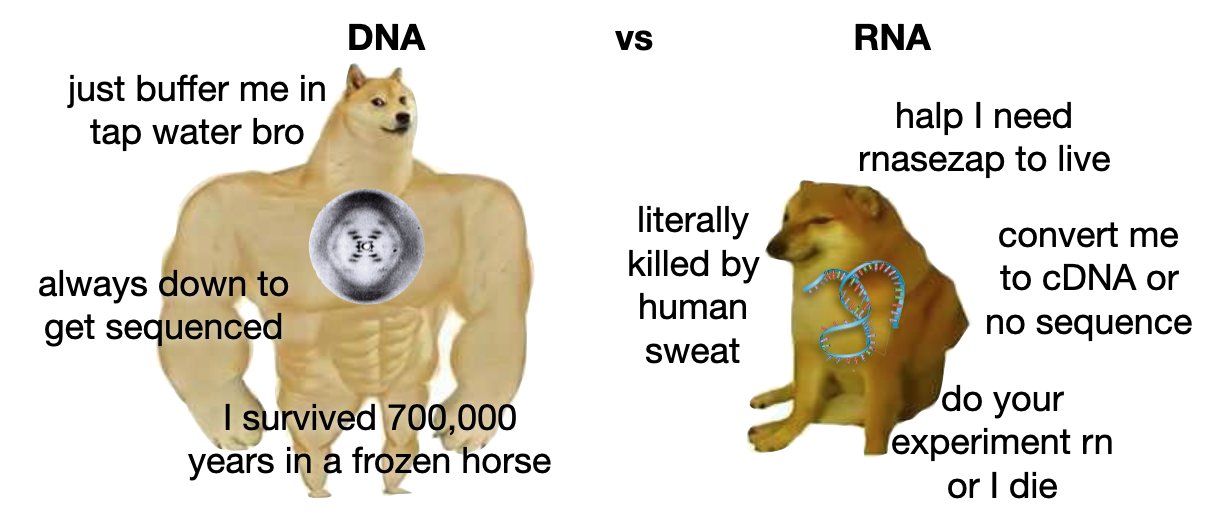 DNA
vs
RNA
just buffer me in
tap water bro
always down to
get sequenced
I survived 700,000
years in a frozen horse
halp I need
rnasezap to live
literally
killed by
human
sweat
convert me
to cDNA or
no sequence
do your
experiment rn
or I die